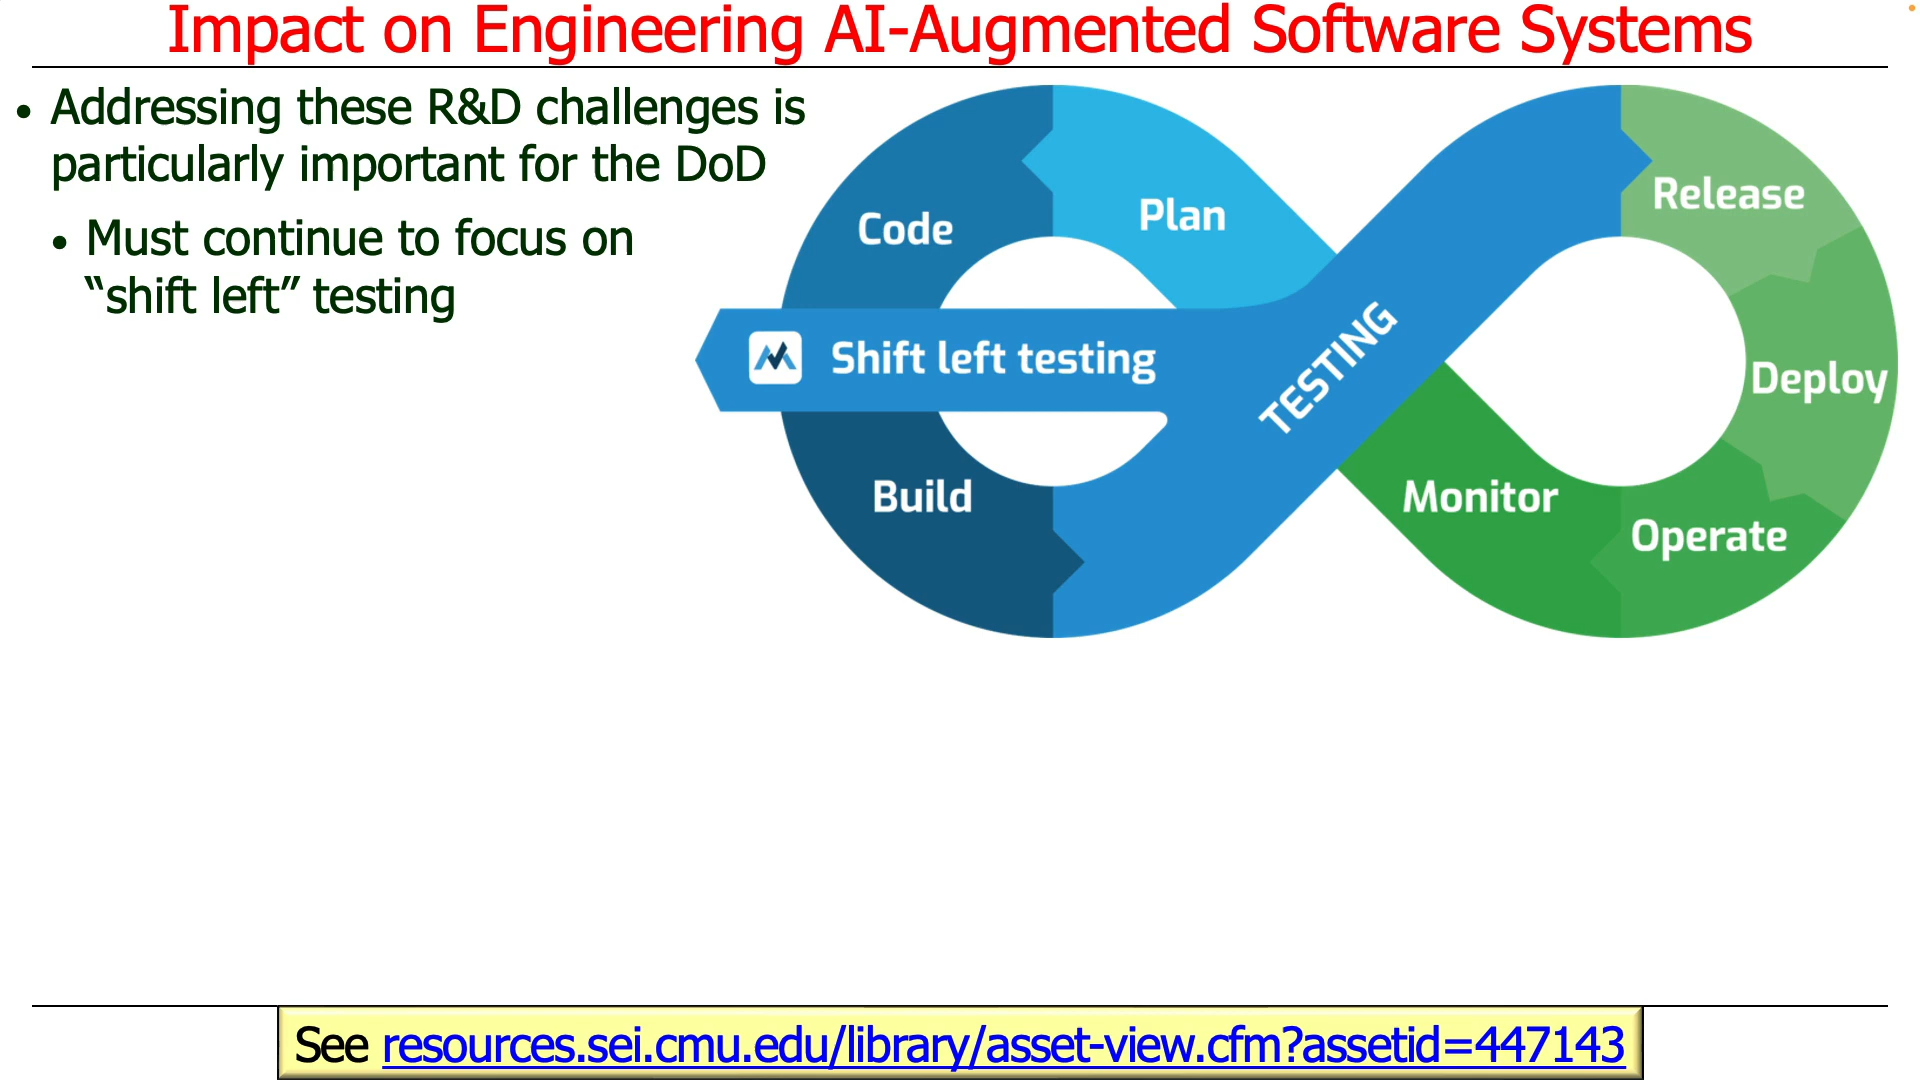 Impact on Engineering AI-Augmented Software Systems
• Addressing these R&D challenges is
particularly important for the DoD
• Must continue to focus on
“shift left” testing
Code
Plan
Release
Shift left testing
TESTING
Deploy
Build
Monitor
Operate
See resources.sei.cmu.edu/library/asset-view.cfm?assetid=447143